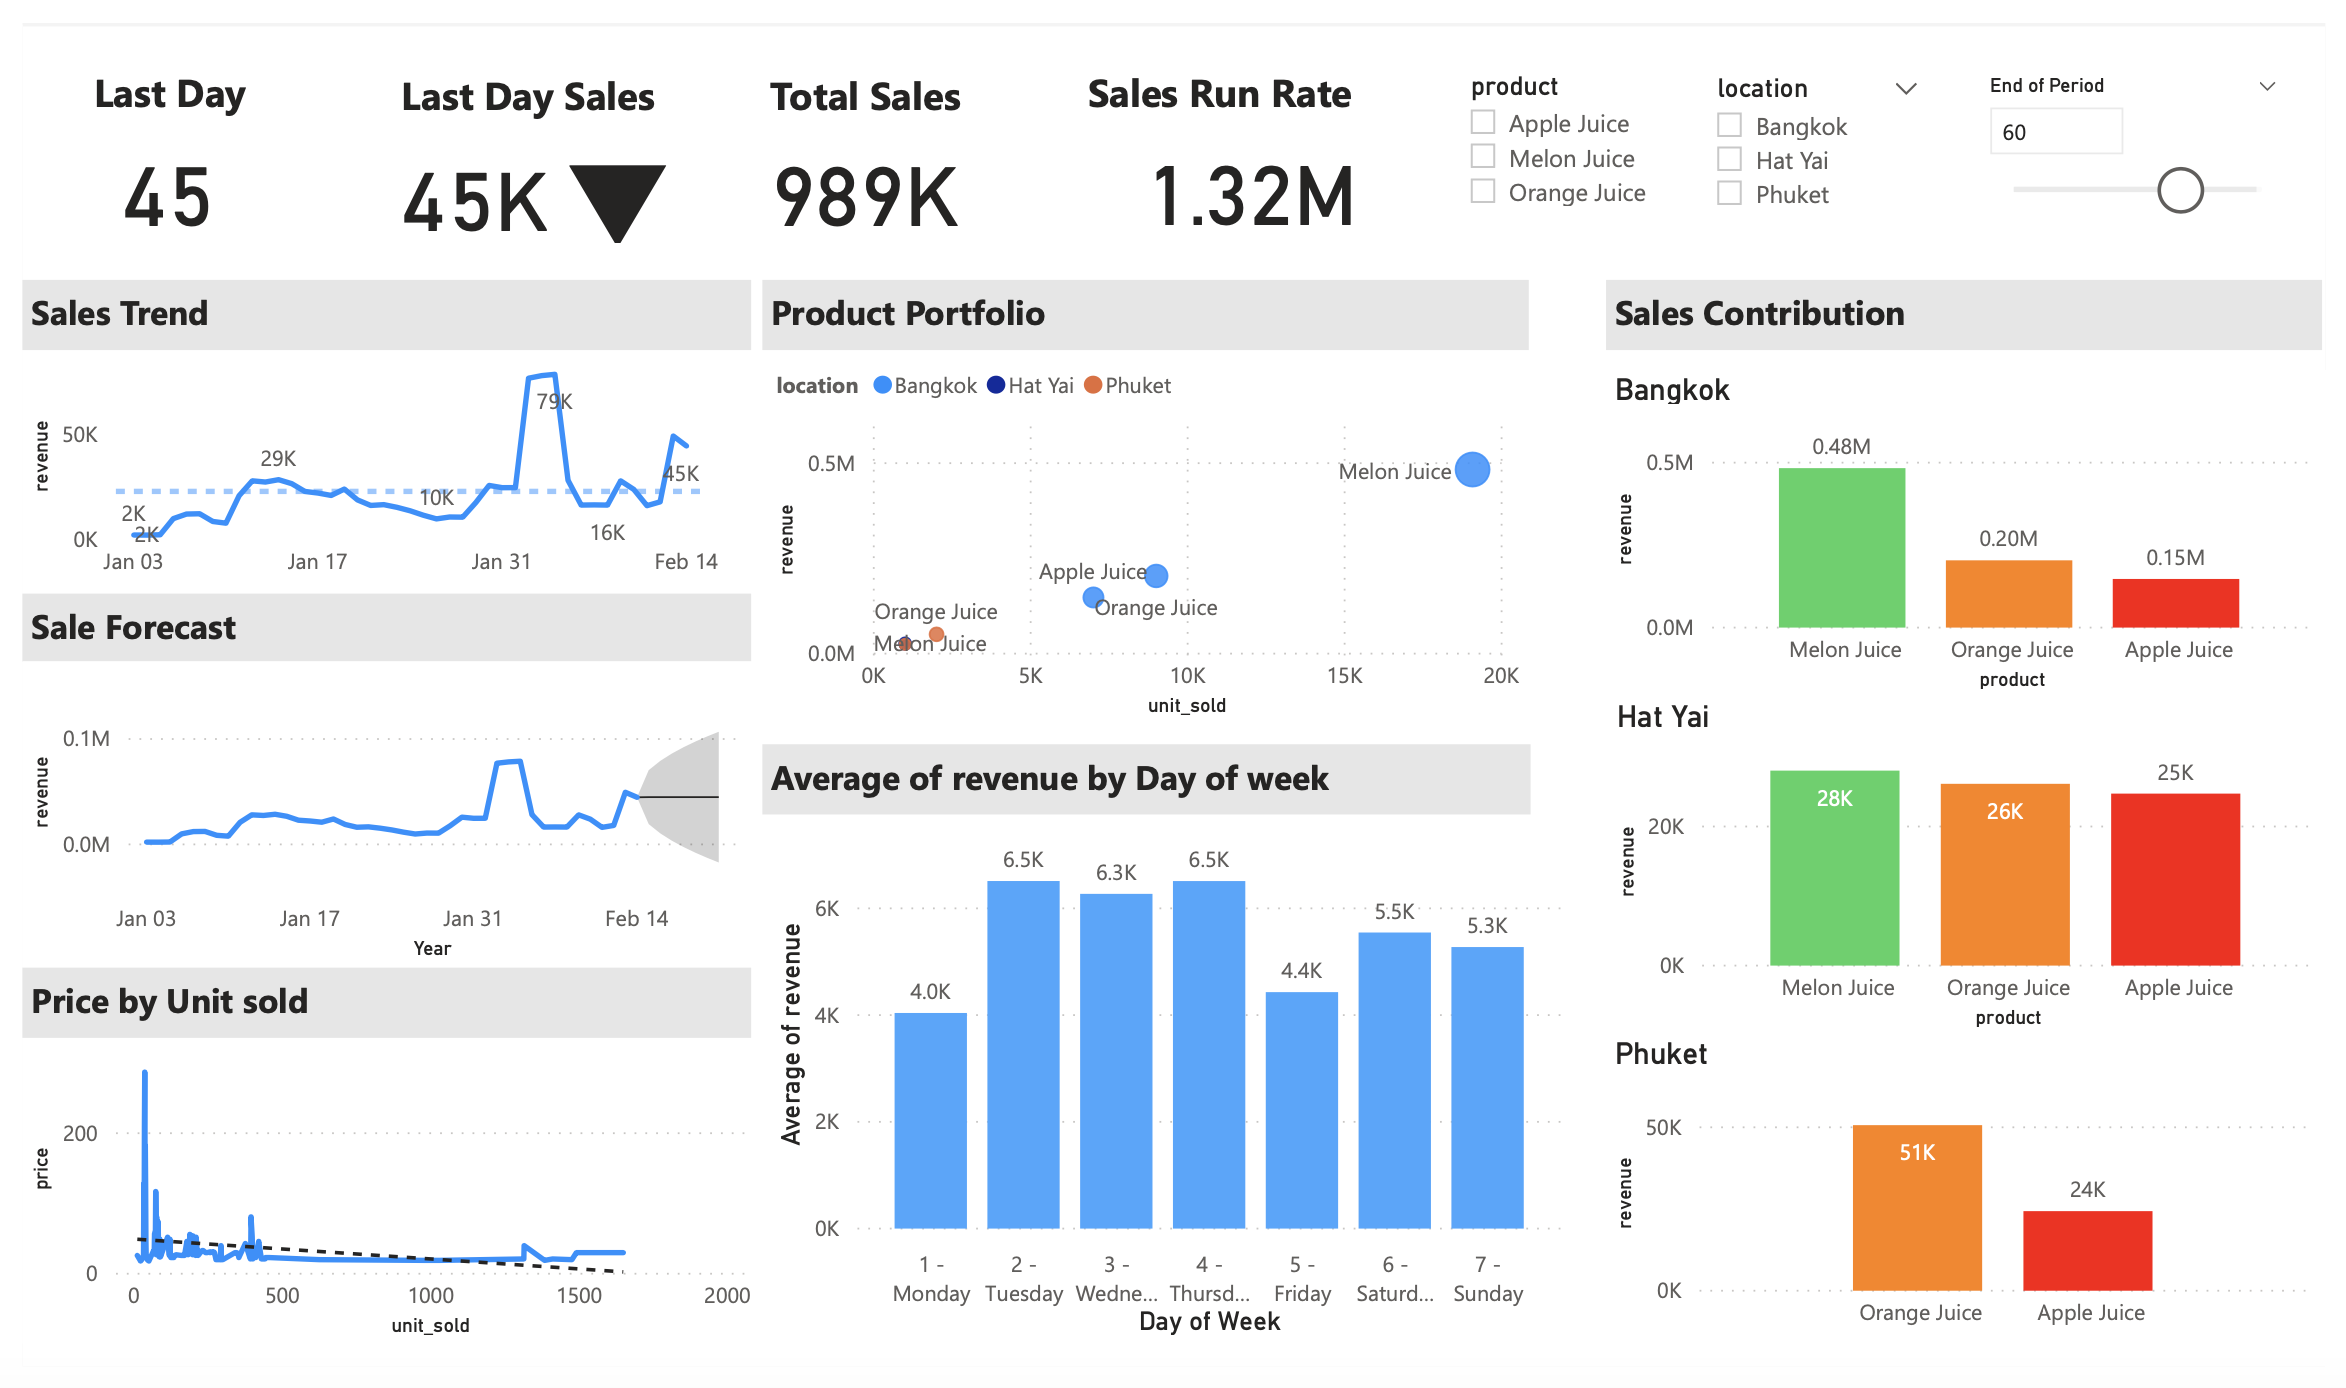 Last Day
45
Last Day Sales
45K
Total Sales
989K
Sales Run Rate
1.32M
product
Apple Juice
Melon Juice
Orange Juice
location
Bangkok
Hat Yai
Phuket
End of Period
60
Sales Trend
revenue
50K
0K
2K
2K
29K
10K
79K
16K
45K
Jan 03
Jan 17
Jan 31
Feb 14
Sale Forecast
revenue
0.1M
0.0M
Jan 03
Jan 17
Jan 31
Feb 14
Year
Price by Unit sold
price
200
0
0
500
1000
1500
2000
unit_sold
Product Portfolio
location Bangkok Hat Yai Phuket
revenue
0.5M
0.0M
Melon Juice
Apple Juice
Orange Juice
Orange Juice
Melon Juice
0K
5K
10K
15K
20K
unit_sold
Average of revenue by Day of week
Average of revenue
6K
4K
2K
0K
4.0K
6.5K
6.3K
6.5K
4.4K
5.5K
5.3K
1 -
Monday
2 -
Tuesday
3 -
Wedne...
4 -
Thursd...
5 -
Friday
6 -
Saturd...
7 -
Sunday
Day of Week
Sales Contribution
Bangkok
revenue
0.5M
0.0M
0.48M
0.20M
0.15M
Melon Juice
Orange Juice
Apple Juice
product
Hat Yai
revenue
20K
0K
28K
26K
25K
Melon Juice
Orange Juice
Apple Juice
product
Phuket
revenue
50K
0K
51K
24K
Orange Juice
Apple Juice